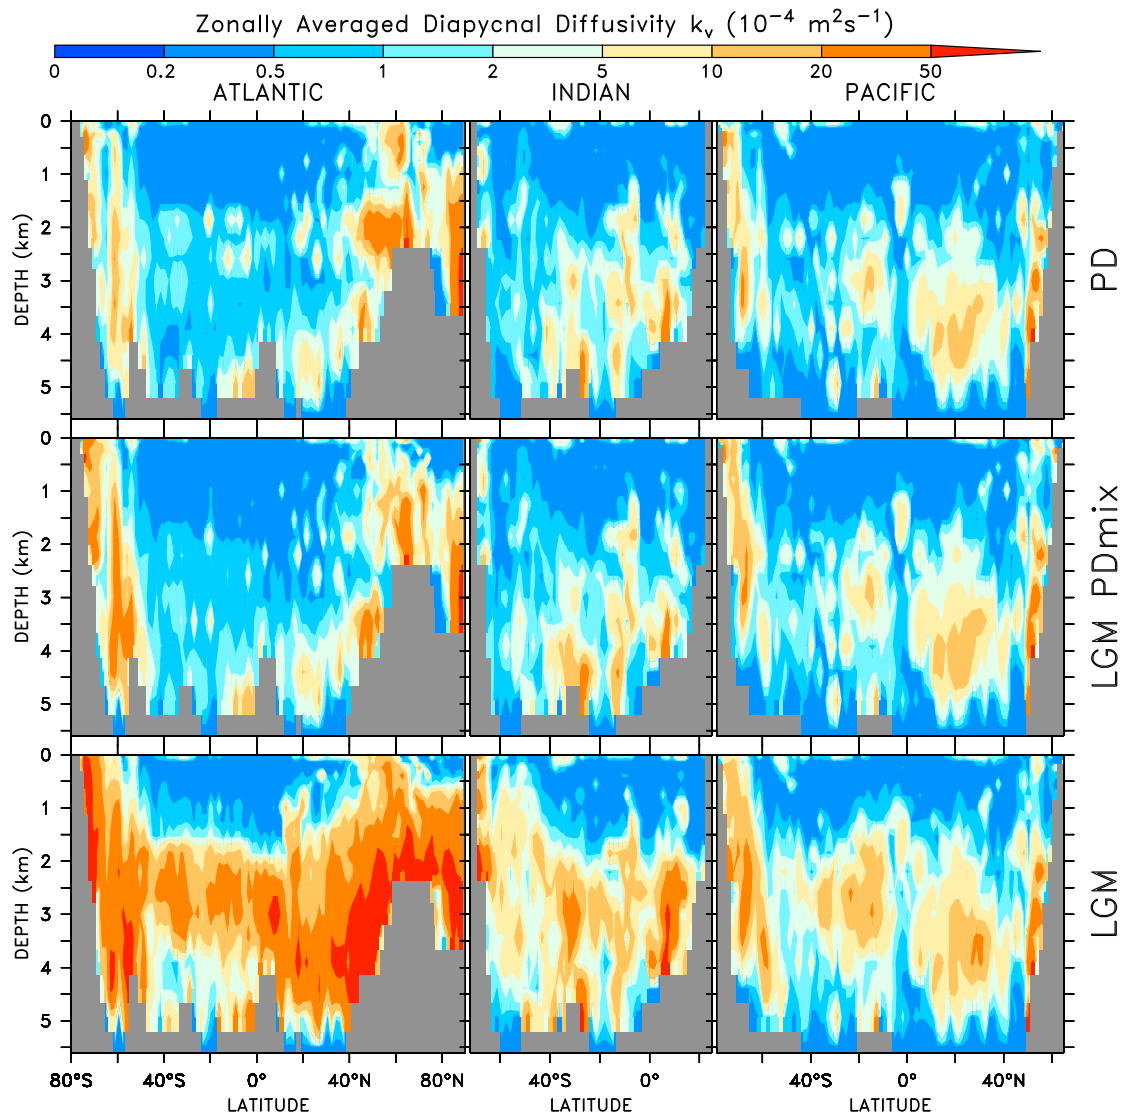 Zonally Averaged Diapycnal Diffusivity kᵥ (10⁻⁴ m²s⁻¹)
0 0.2 0.5 1 2 5 10 20 50
ATLANTIC INDIAN PACIFIC
0
1
2
3
4
5
DEPTH (km)
PD
0
1
2
3
4
5
DEPTH (km)
LGM PDmix
0
1
2
3
4
5
DEPTH (km)
LGM
80°S 40°S 0° 40°N 80°N 40°S 0° 40°S 0° 40°N
LATITUDE LATITUDE LATITUDE